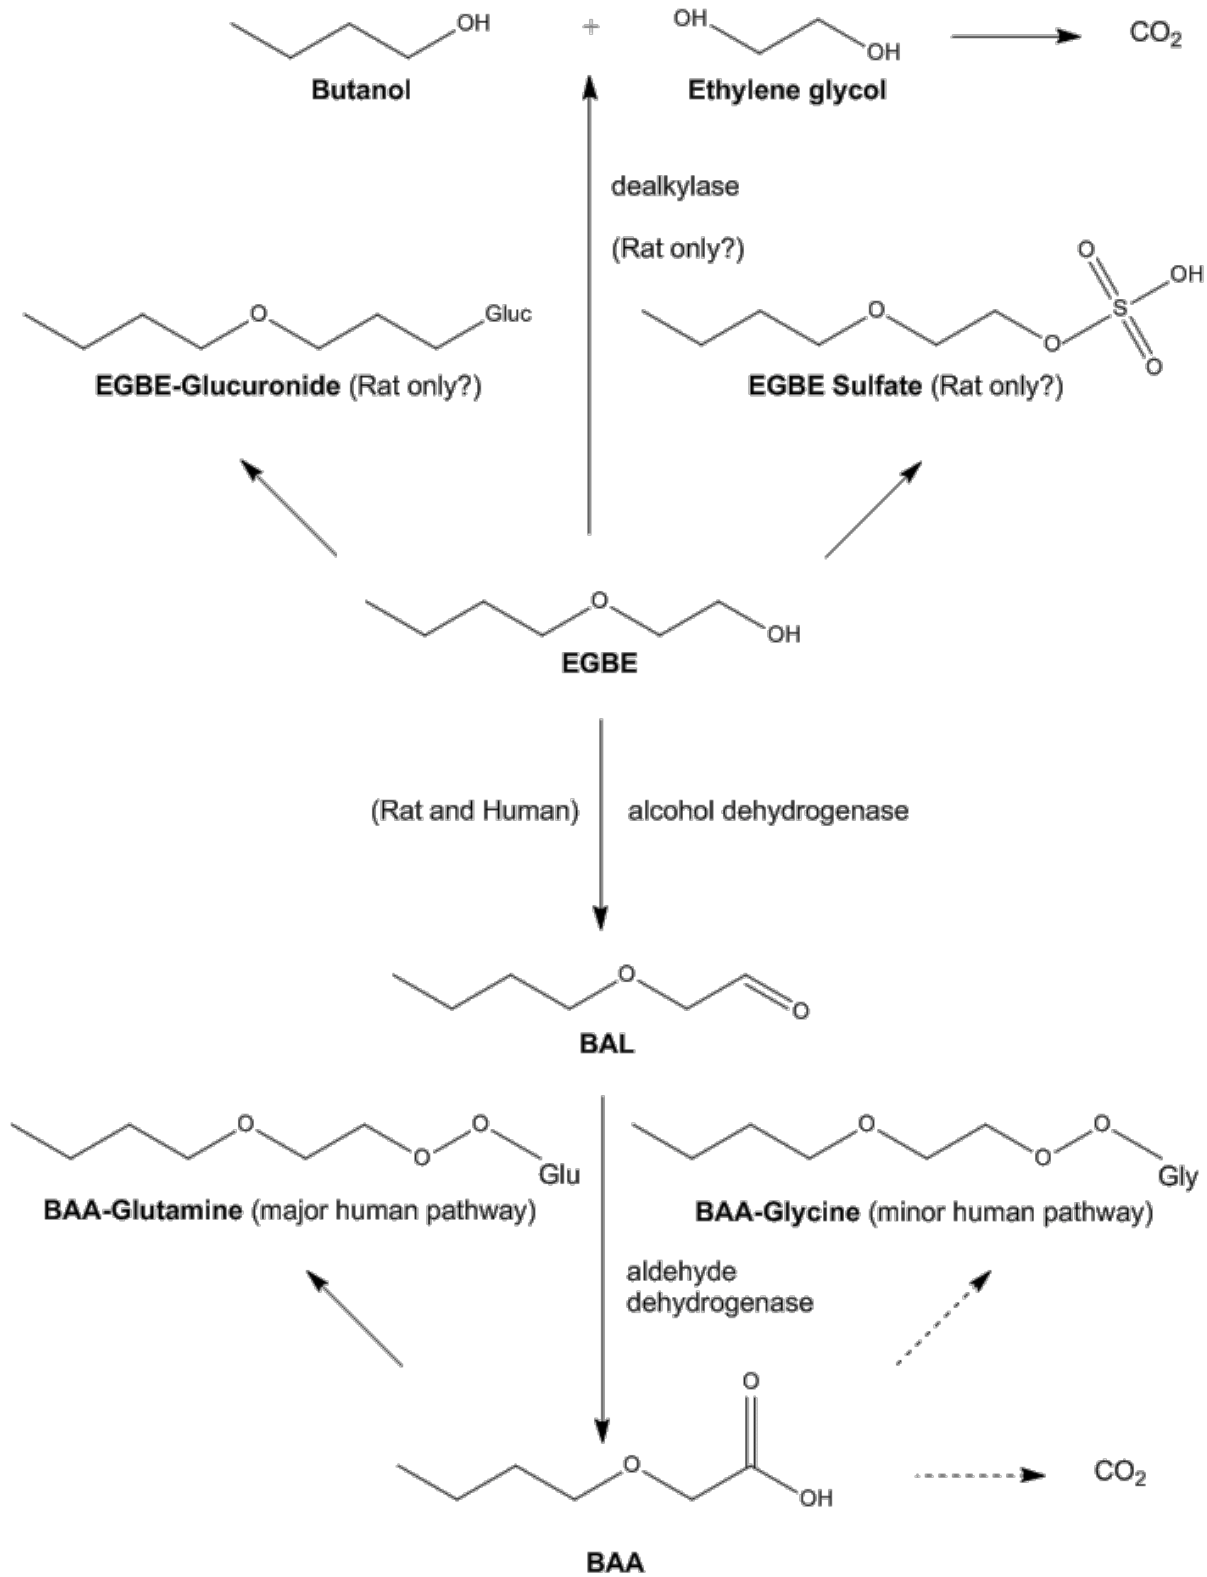 OH + OH OH CO2
Butanol Ethylene glycol
dealkylase
(Rat only?)
O Gluc
EGBE-Glucuronide (Rat only?)
O O S O OH O
EGBE Sulfate (Rat only?)
O OH
EGBE
(Rat and Human) alcohol dehydrogenase
O O
BAL
O O O Glu
BAA-Glutamine (major human pathway)
O O O Gly
BAA-Glycine (minor human pathway)
aldehyde
dehydrogenase
O
O OH CO2
BAA